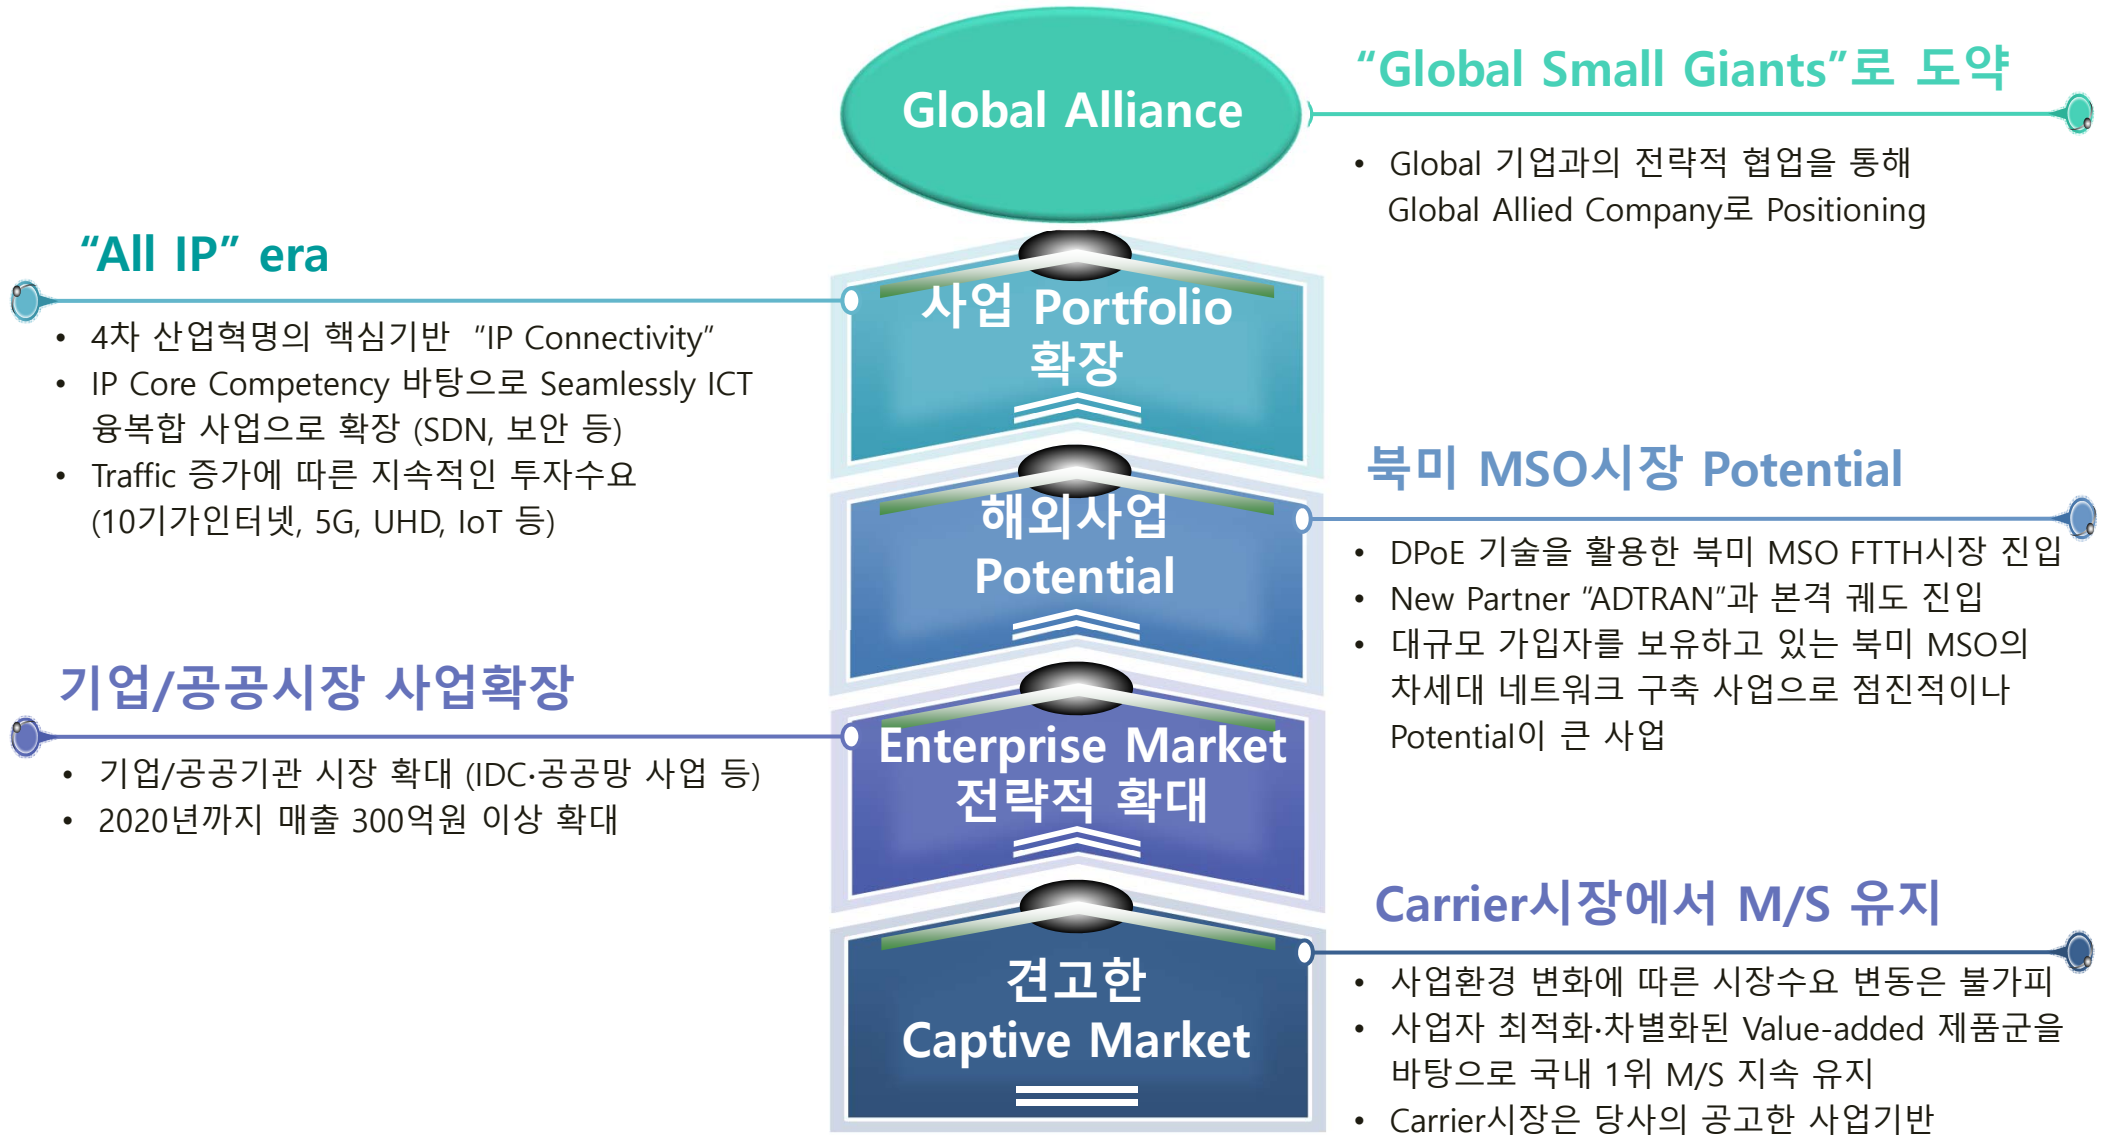 Global Alliance
“Global Small Giants”로 도약
• Global 기업과의 전략적 협업을 통해
Global Allied Company로 Positioning
“All IP” era
• 4차 산업혁명의 핵심기반 “IP Connectivity”
• IP Core Competency 바탕으로 Seamlessly ICT
융복합 사업으로 확장 (SDN, 보안 등)
• Traffic 증가에 따른 지속적인 투자수요
(10기가인터넷, 5G, UHD, IoT 등)
사업 Portfolio
확장
해외사업
Potential
북미 MSO시장 Potential
• DPoE 기술을 활용한 북미 MSO FTTH시장 진입
• New Partner “ADTRAN”과 본격 궤도 진입
• 대규모 가입자를 보유하고 있는 북미 MSO의
차세대 네트워크 구축 사업으로 점진적이나
Potential이 큰 사업
기업/공공시장 사업확장
• 기업/공공기관 시장 확대 (IDC·공공망 사업 등)
• 2020년까지 매출 300억원 이상 확대
Enterprise Market
전략적 확대
견고한
Captive Market
Carrier시장에서 M/S 유지
• 사업환경 변화에 따른 시장수요 변동은 불가피
• 사업자 최적화·차별화된 Value-added 제품군을
바탕으로 국내 1위 M/S 지속 유지
• Carrier시장은 당사의 공고한 사업기반